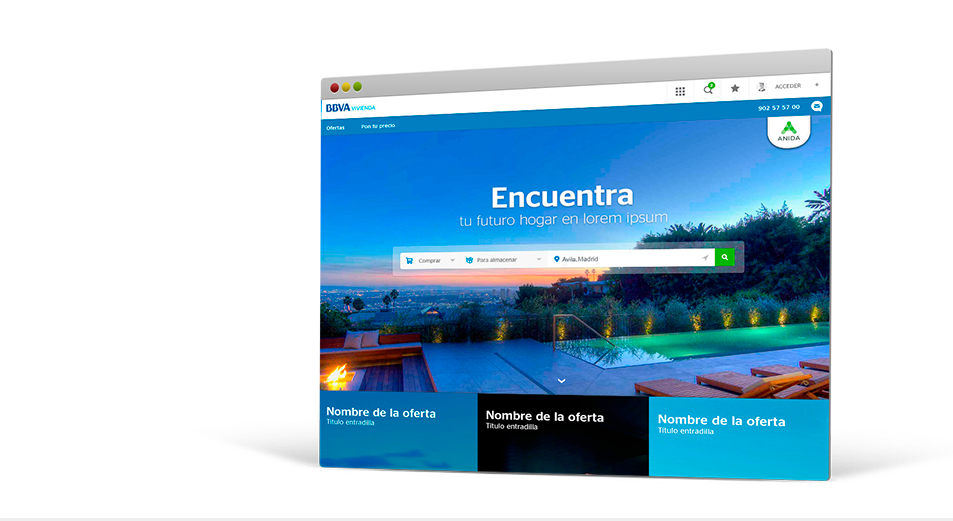 ACCEDER +
BBVA VIVIENDA
902 57 57 00
Ofertas Pon tu precio
ANIDA
Encuentra
tu futuro hogar en lorem ipsum
Comprar Para almacenar Avila, Madrid
Nombre de la oferta
Título entradilla
Nombre de la oferta
Título entradilla
Nombre de la oferta
Título entradilla